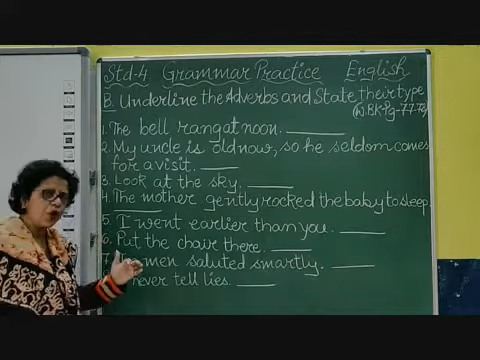 Std-4 Grammar Practice English
B. Underline the Adverbs and State their type
(W.BK-Pg-77-78)
1. The bell rang at noon.
2. My uncle is old now, so he seldom comes
for a visit.
3. Look at the sky.
4. The mother gently rocked the baby to sleep.
5. I went earlier than you.
6. Put the chair there.
7. men saluted smartly.
never tell lies.